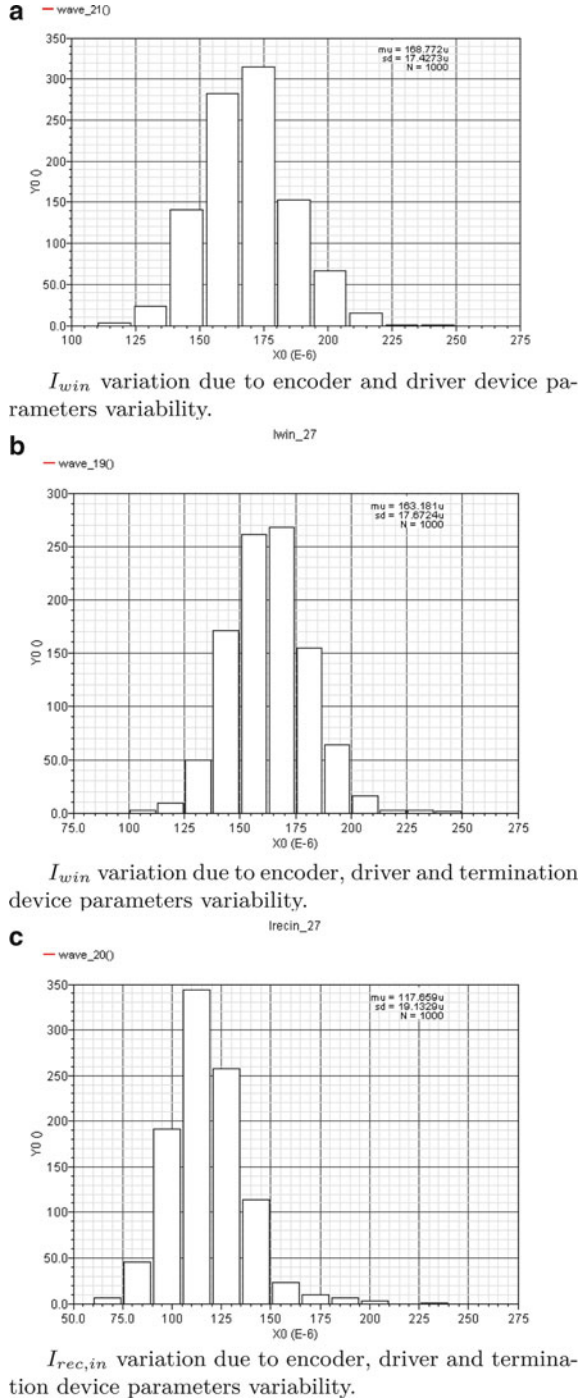 a
wave_21()
mu = 168.772u
sd = 17.4273u
N = 1000
350
300
250
200
150
100
50.0
0.0
Y0 ()
100 125 150 175 200 225 250 275
X0 (E-6)
I_win variation due to encoder and driver device pa-
rameters variability.
Iwin_27
b
wave_19()
mu = 163.181u
sd = 17.6724u
N = 1000
300
250
200
150
100
50.0
0.0
Y0 ()
75.0 100 125 150 175 200 225 250 275
X0 (E-6)
I_win variation due to encoder, driver and termination
device parameters variability.
Irecin_27
c
wave_20()
mu = 117.659u
sd = 19.1329u
N = 1000
350
300
250
200
150
100
50.0
0.0
Y0 ()
50.0 75.0 100 125 150 175 200 225 250 275
X0 (E-6)
I_rec,in variation due to encoder, driver and termina-
tion device parameters variability.